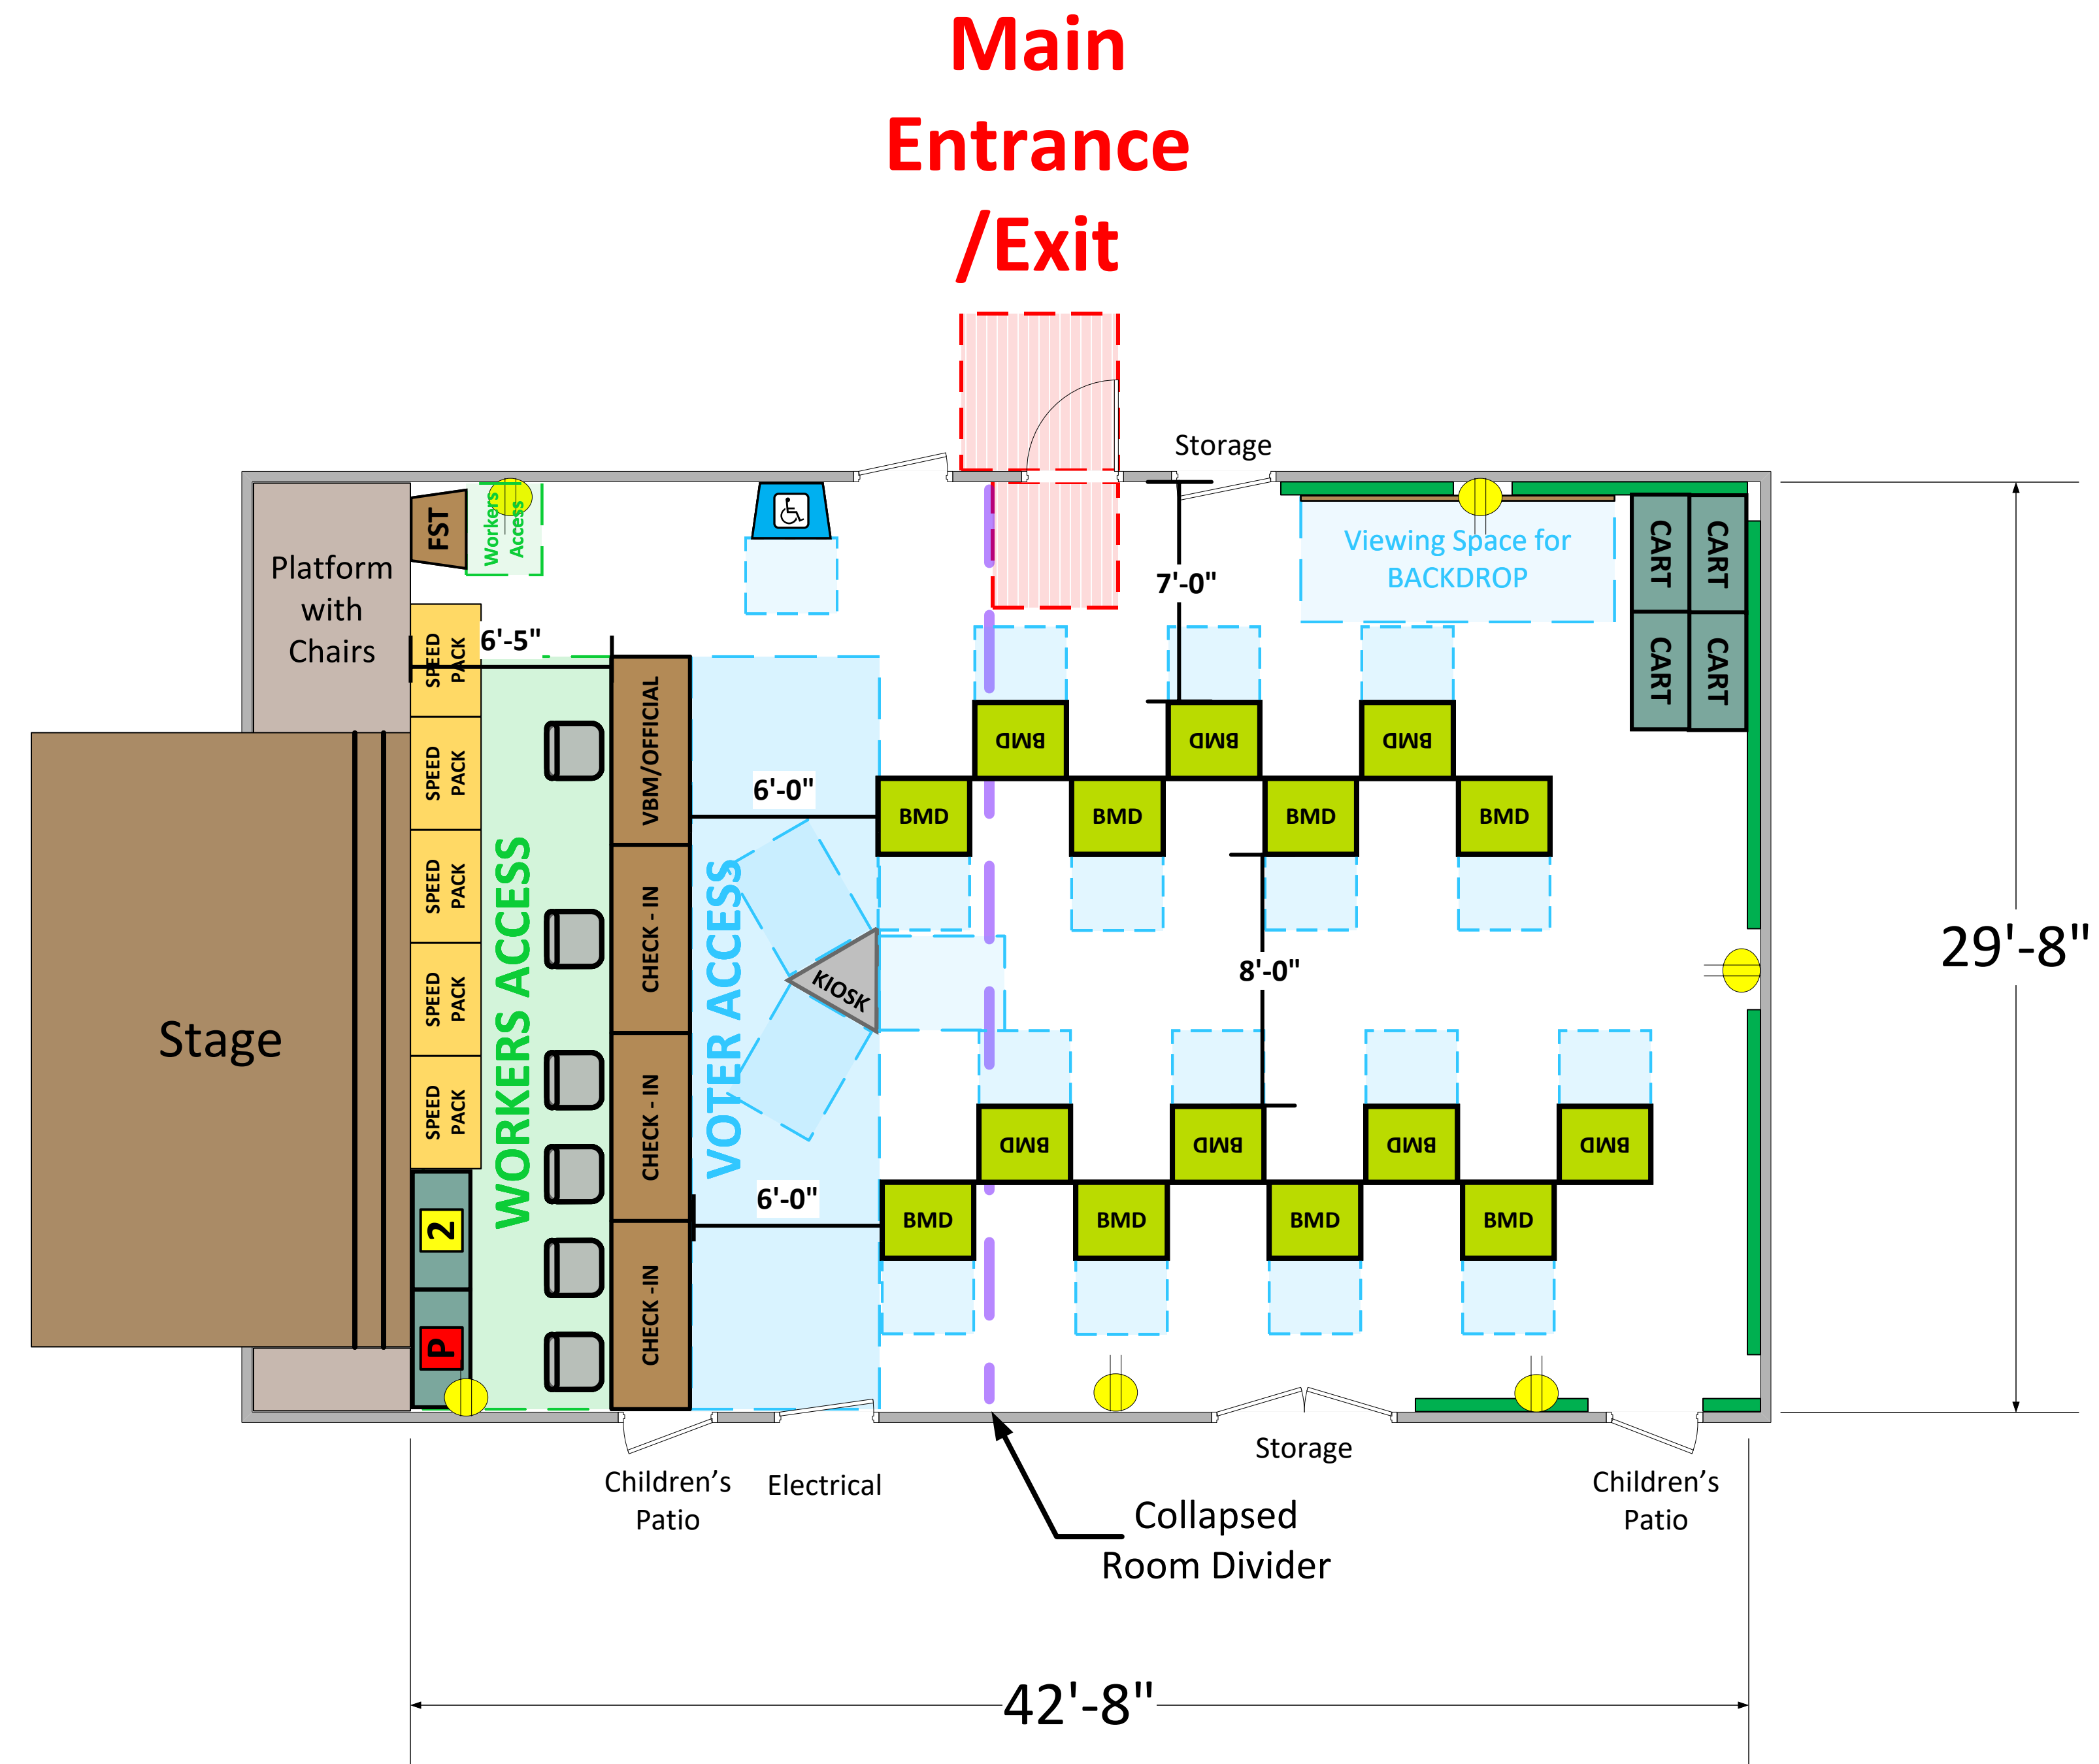 Main
Entrance
/Exit
Storage
FST
Workers
Access
Platform
with
Chairs
Viewing Space for
BACKDROP
CART
CART
CART
CART
7'-0"
6'-5"
SPEED
PACK
SPEED
PACK
SPEED
PACK
SPEED
PACK
SPEED
PACK
2
P
Stage
WORKERS ACCESS
VBM/OFFICIAL
CHECK - IN
CHECK - IN
CHECK -IN
VOTER ACCESS
6'-0"
KIOSK
6'-0"
BMD
BMD
BMD
BMD
BMD
BMD
BMD
8'-0"
BMD
BMD
BMD
BMD
BMD
BMD
BMD
BMD
29'-8"
Children's
Patio
Electrical
Storage
Children's
Patio
Collapsed
Room Divider
42'-8"